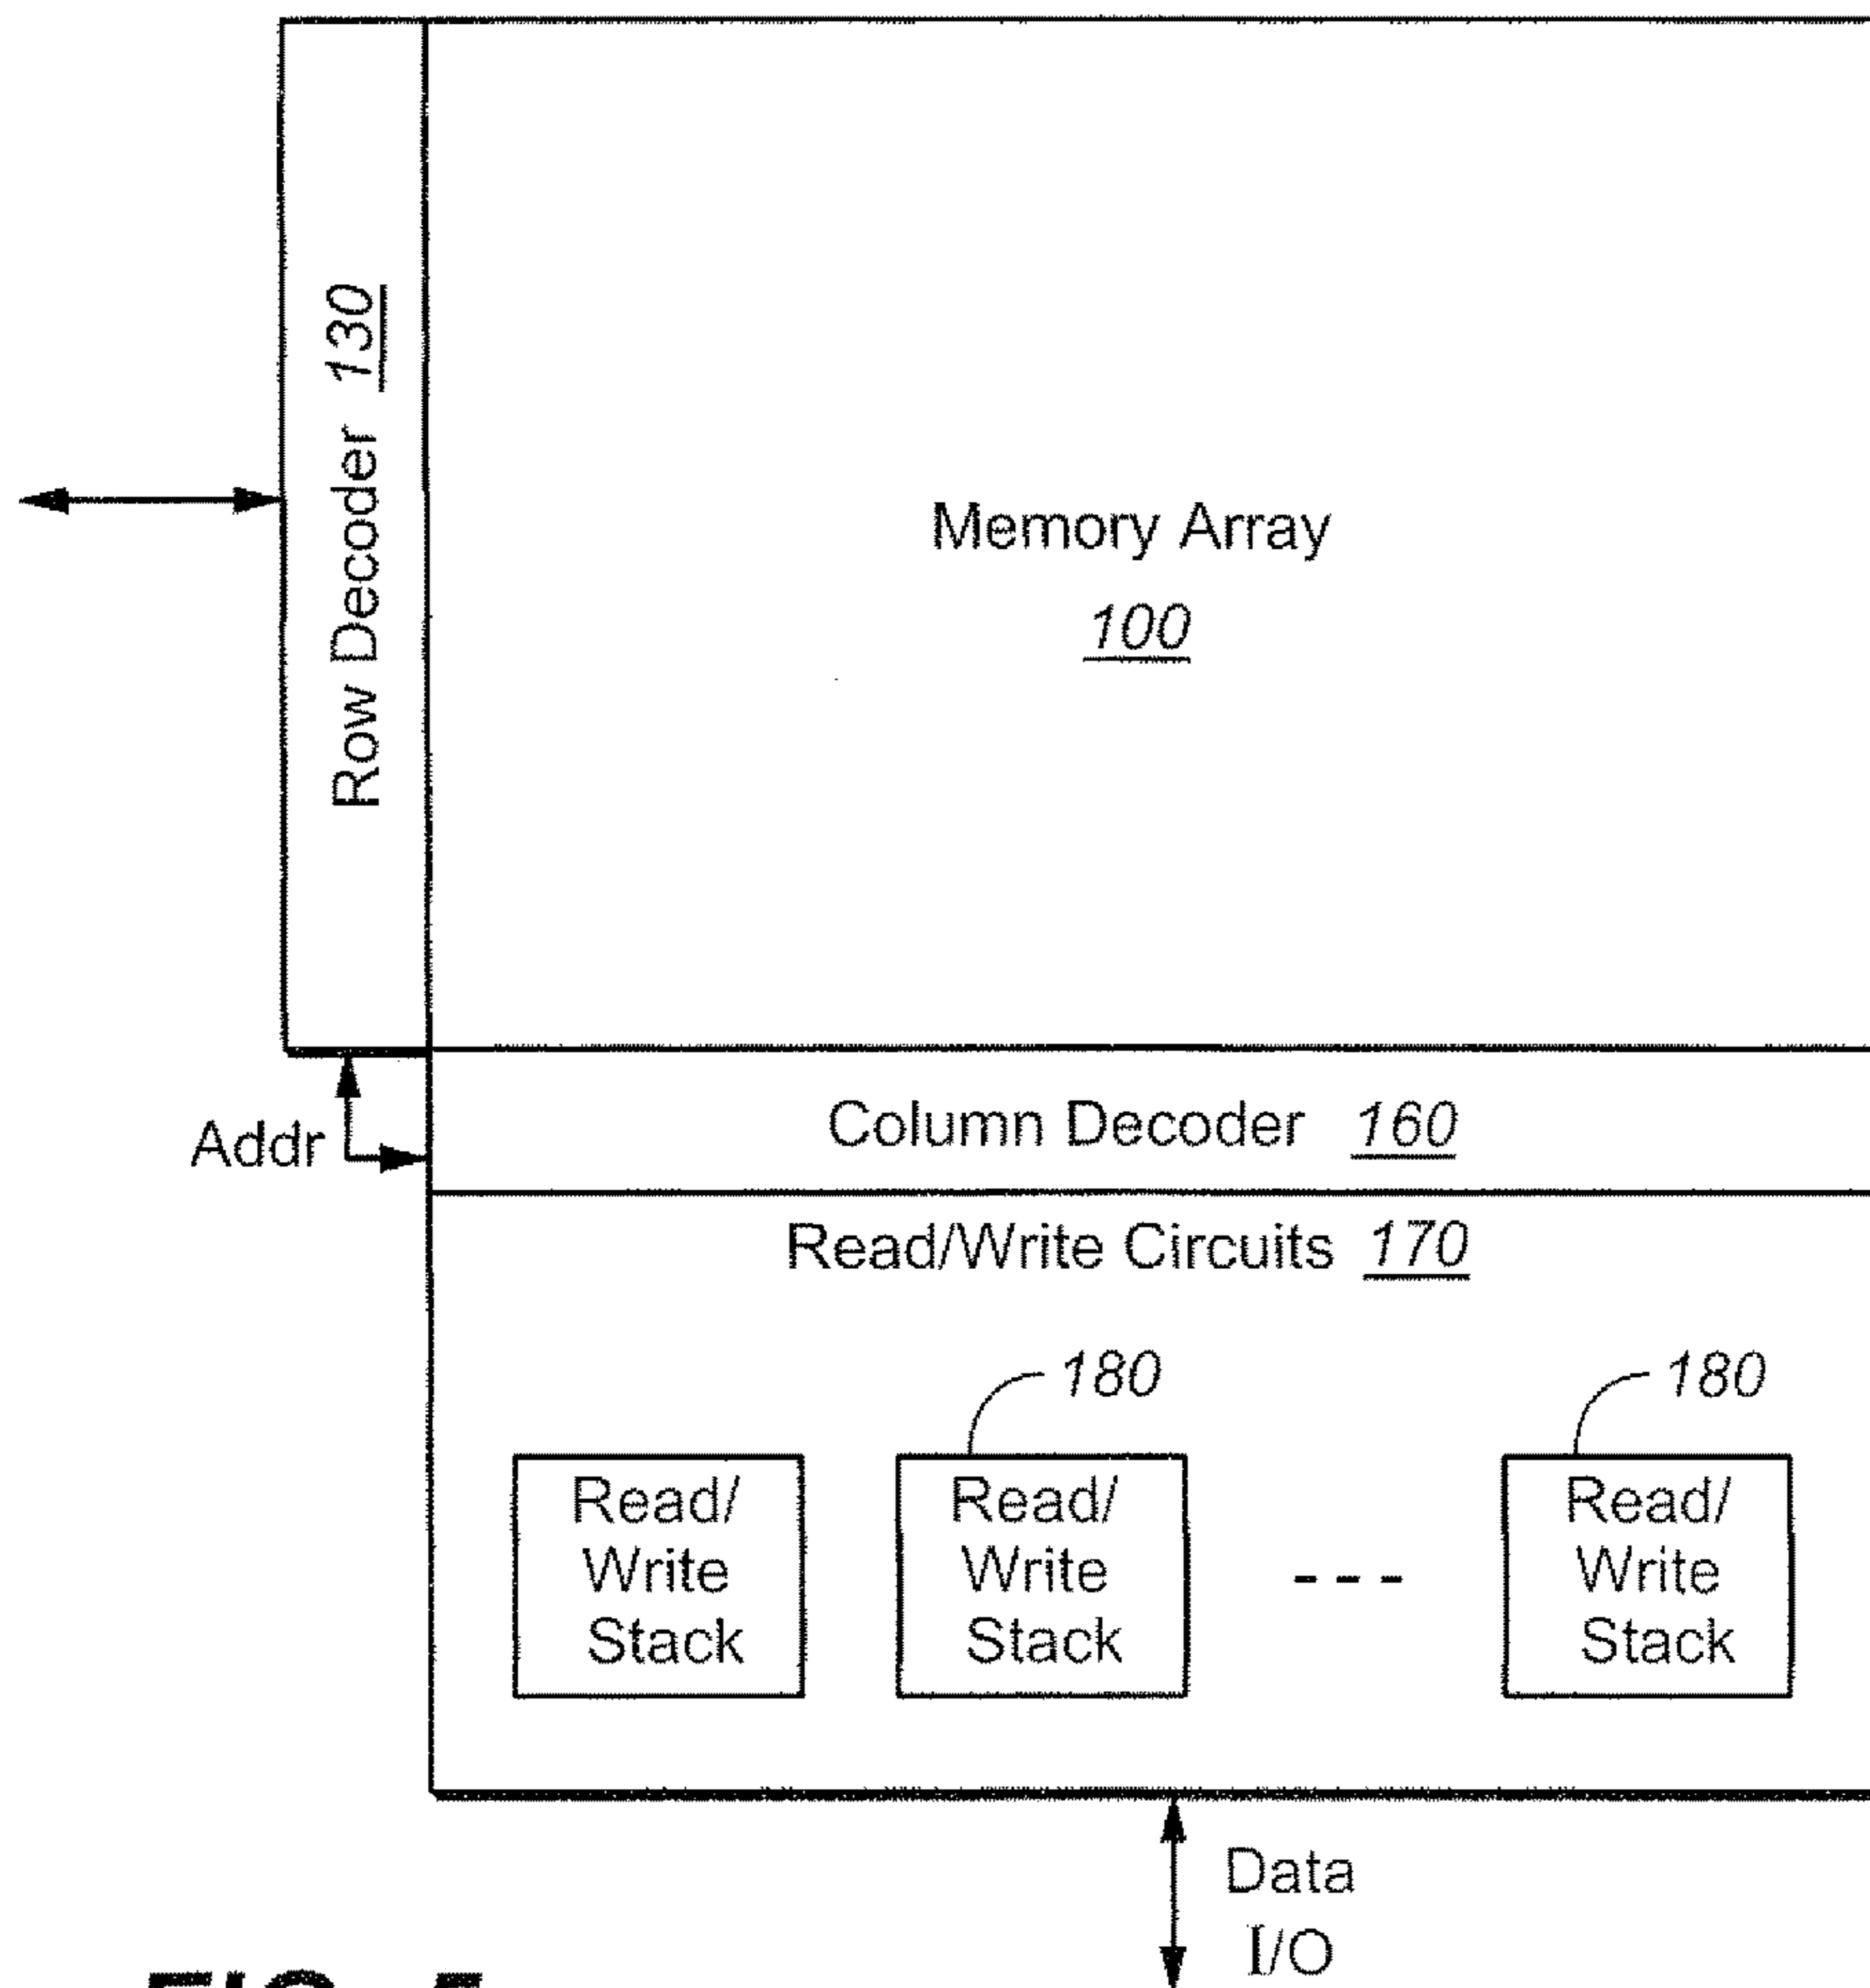 Row Decoder 130
Memory Array
100
Addr
Column Decoder 160
Read/Write Circuits 170
180
180
Read/
Write
Stack
Read/
Write
Stack
- - -
Read/
Write
Stack
Data
I/O